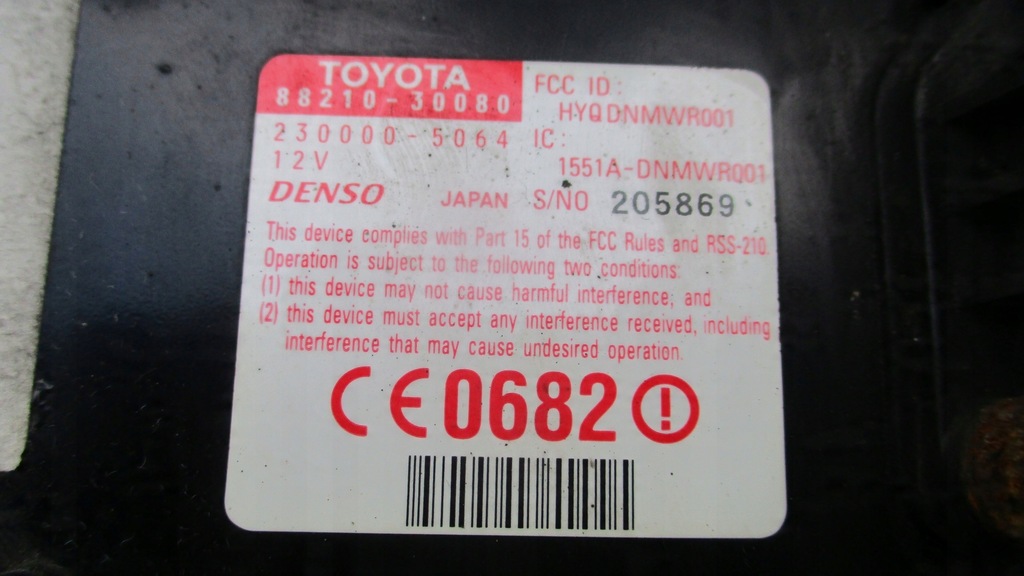 TOYOTA
88210-30080
230000-5064
12V
DENSO JAPAN S/NO 205869
FCC ID:
HYQDNMWR001
IC:
1551A-DNMWR001
This device complies with Part 15 of the FCC Rules and RSS-210.
Operation is subject to the following two conditions:
(1) this device may not cause harmful interference, and
(2) this device must accept any interference received, including
interference that may cause undesired operation.
CE0682